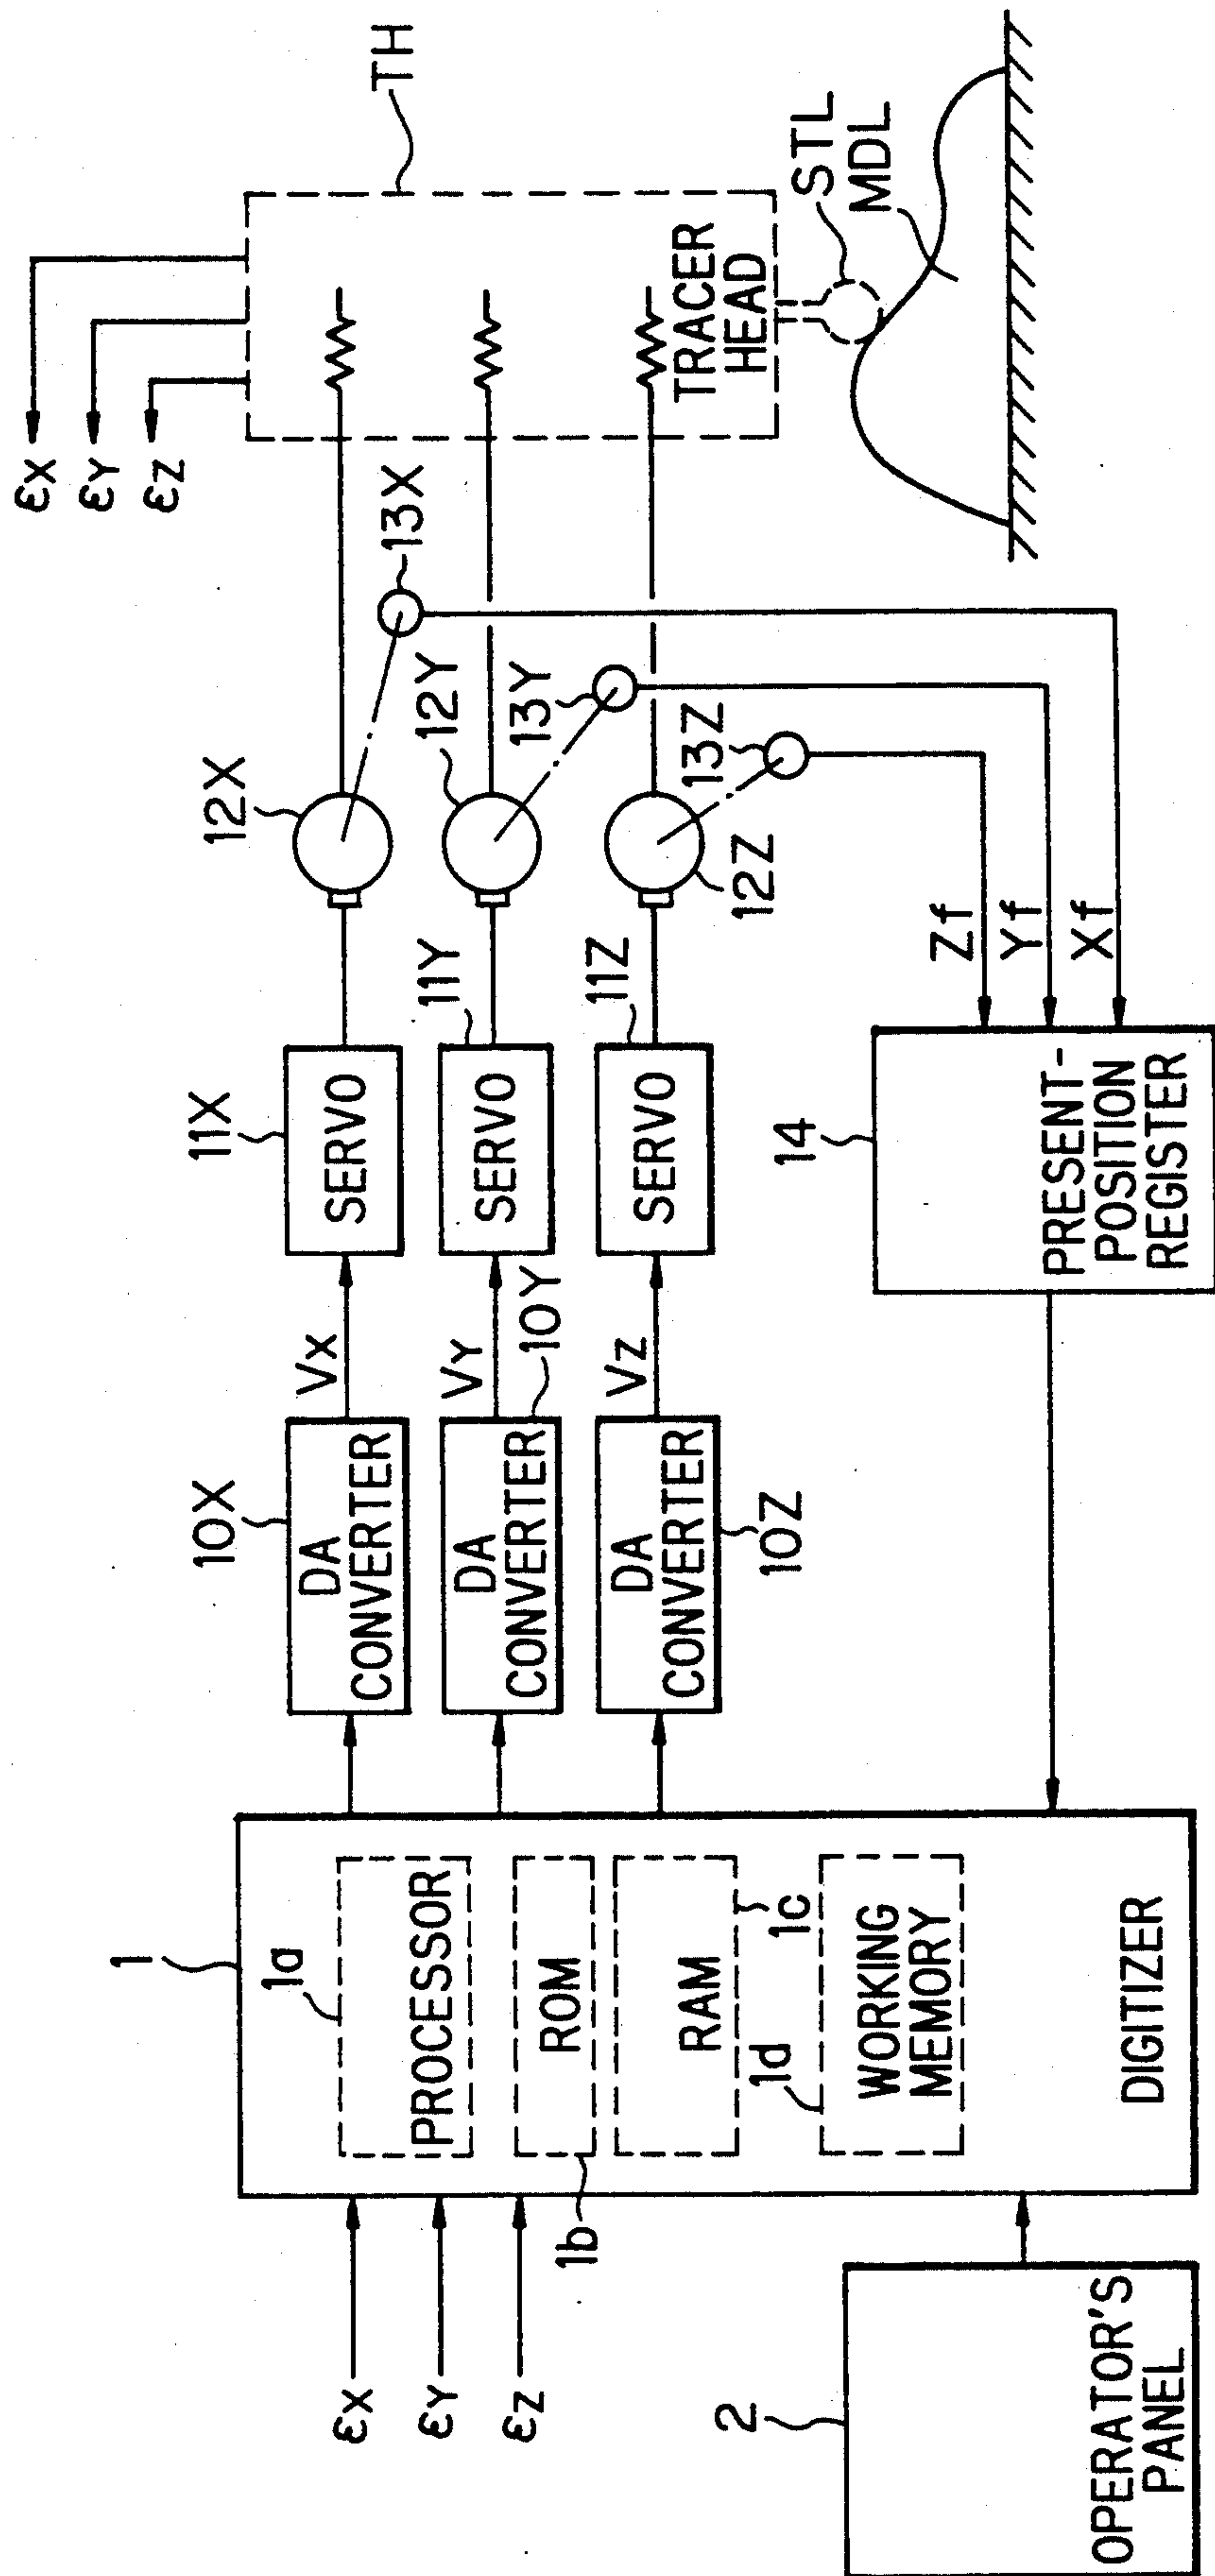 εX
εY
εZ
1
1a
PROCESSOR
ROM
1b
RAM
1c
1d
WORKING
MEMORY
DIGITIZER
2
OPERATOR'S
PANEL
10X
DA
CONVERTER
VX
11X
SERVO
12X
13X
DA
CONVERTER
10Y
VY
11Y
SERVO
12Y
13Y
DA
CONVERTER
10Z
VZ
11Z
SERVO
12Z
13Z
14
PRESENT-
POSITION
REGISTER
Zf
Yf
Xf
εX
εY
εZ
TH
TRACER
HEAD
STL
MDL